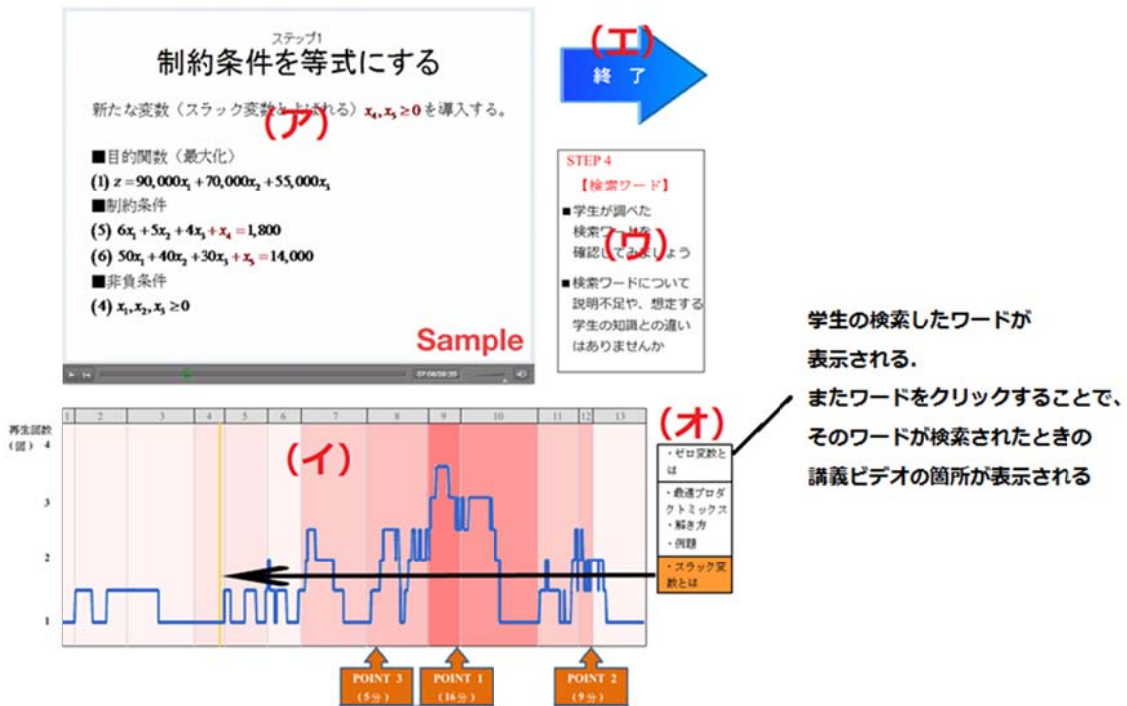 ステップ1
制約条件を等式にする
新たな変数（スラック変数とよばれる）x₄,x₅ ≥0 を導入する。
（ア）
■目的関数（最大化）
(1) z =90,000x₁ +70,000x₂ +55,000x₃
■制約条件
(5) 6x₁ +5x₂ +4x₃ +x₄ =1,800
(6) 50x₁ +40x₂ +30x₃ +x₅ =14,000
■非負条件
(4) x₁,x₂,x₃ ≥0
Sample
（エ）
終 了
STEP 4
【検索ワード】
■学生が調べた
検索ワードを
確認してみましょう
（ウ）
■検索ワードについて
説明不足や、想定する
学生の知識との違い
はありませんか
学生の検索したワードが
表示される．
またワードをクリックすることで、
そのワードが検索されたときの
講義ビデオの箇所が表示される
1 2 3 4 5 6 7 8 9 10 11 12 13
再生回数
（回） 4
3
2
1
（イ）
（オ）
・ゼロ変数と
は
・最適プロダ
クトミックス
・解き方
・例題
・スラック変
数とは
POINT 3
（5分）
POINT 1
（16分）
POINT 2
（9分）